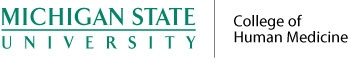 MICHIGAN STATE
UNIVERSITY
College of
Human Medicine